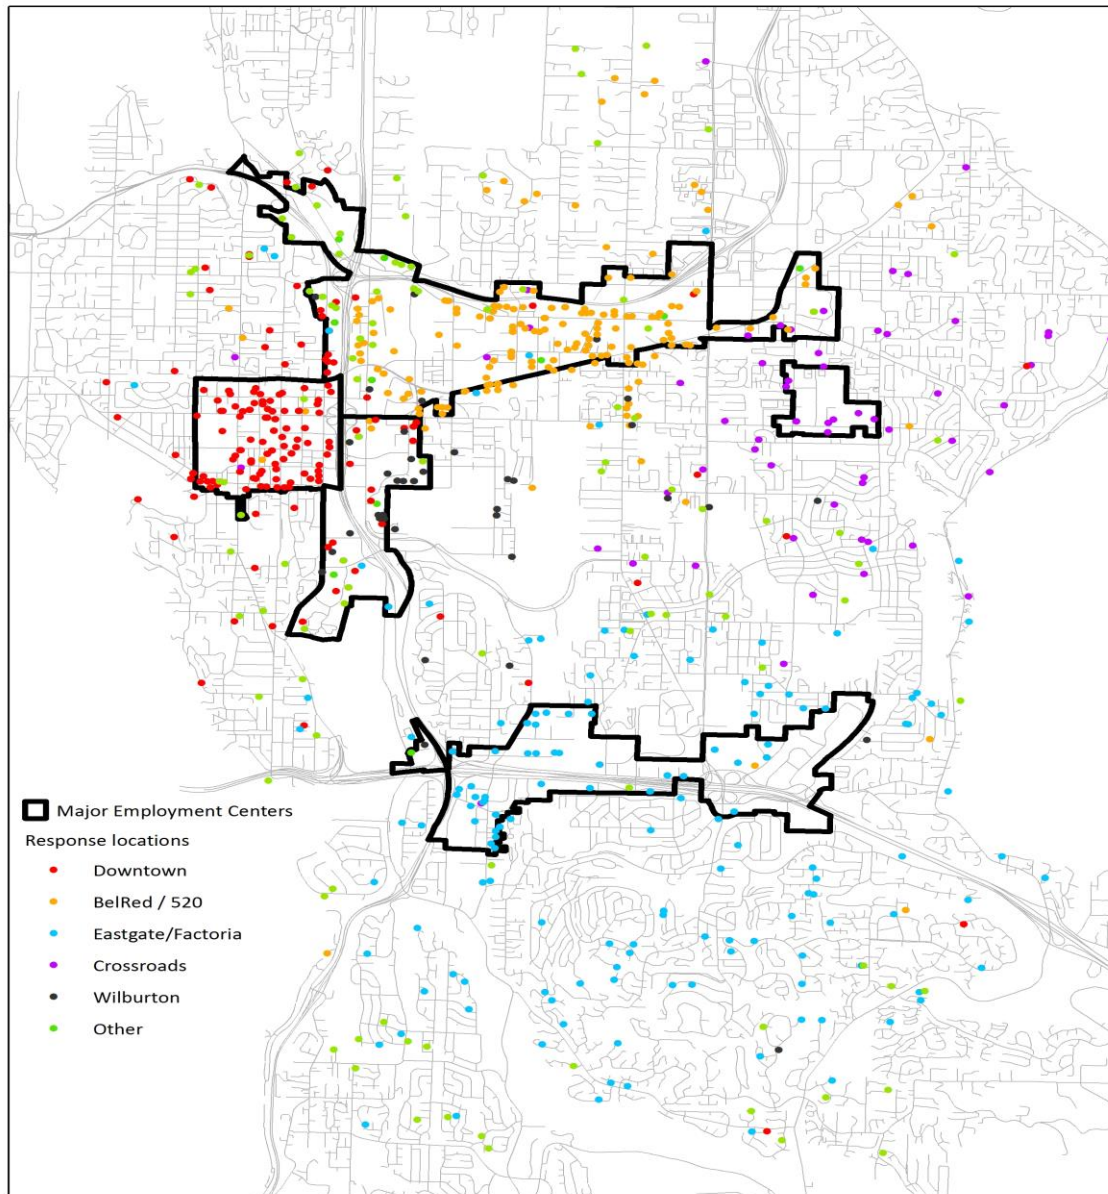 Major Employment Centers
Response locations
Downtown
BelRed / 520
Eastgate/Factoria
Crossroads
Wilburton
Other